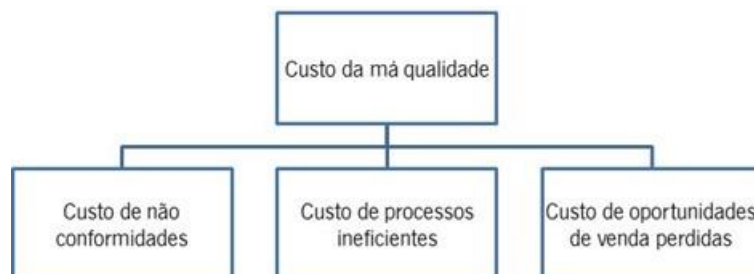 Custo da má qualidade
Custo de não
conformidades
Custo de processos
ineficientes
Custo de oportunidades
de venda perdidas